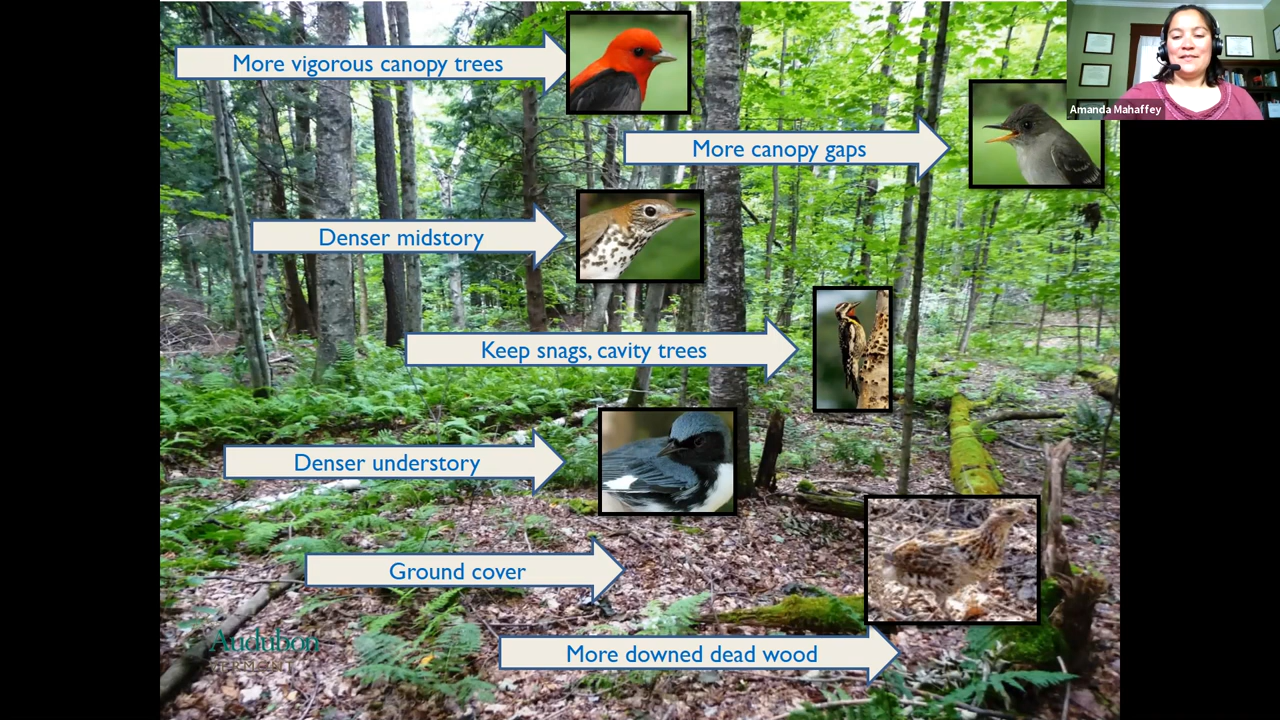 More vigorous canopy trees
Amanda Mahaffey
More canopy gaps
Denser midstory
Keep snags, cavity trees
Denser understory
Ground cover
Audubon
VERMONT
More downed dead wood